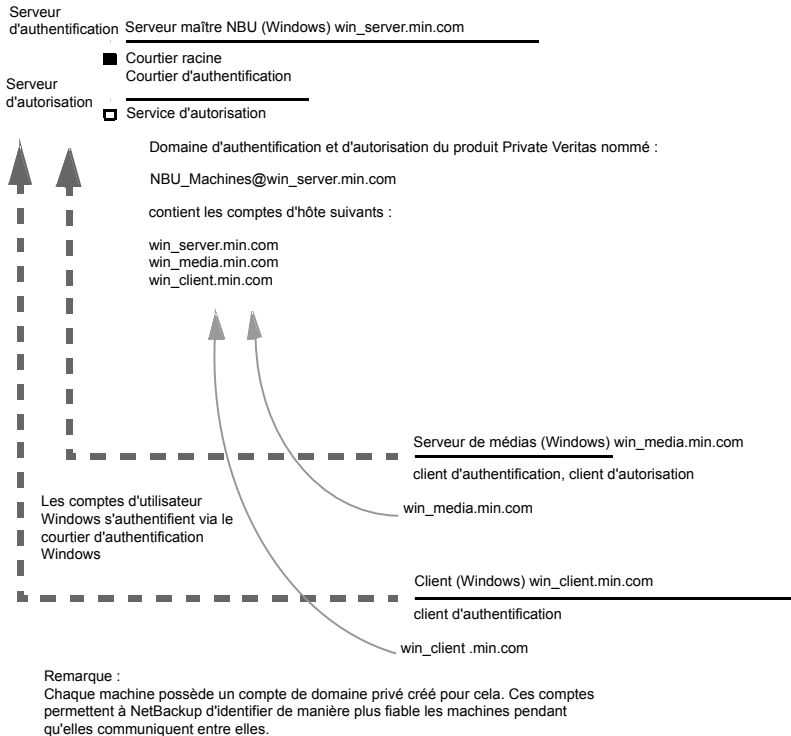 Serveur
d'authentification
Serveur maître NBU (Windows) win_server.min.com
Courtier racine
Courtier d'authentification
Serveur
d'autorisation
Service d'autorisation
Domaine d'authentification et d'autorisation du produit Private Veritas nommé :
NBU_Machines@win_server.min.com
contient les comptes d'hôte suivants :
win_server.min.com
win_media.min.com
win_client.min.com
Serveur de médias (Windows) win_media.min.com
client d'authentification, client d'autorisation
win_media.min.com
Les comptes d'utilisateur
Windows s'authentifient via le
courtier d'authentification
Windows
Client (Windows) win_client.min.com
client d'authentification
win_client .min.com
Remarque :
Chaque machine possède un compte de domaine privé créé pour cela. Ces comptes
permettent à NetBackup d'identifier de manière plus fiable les machines pendant
qu'elles communiquent entre elles.